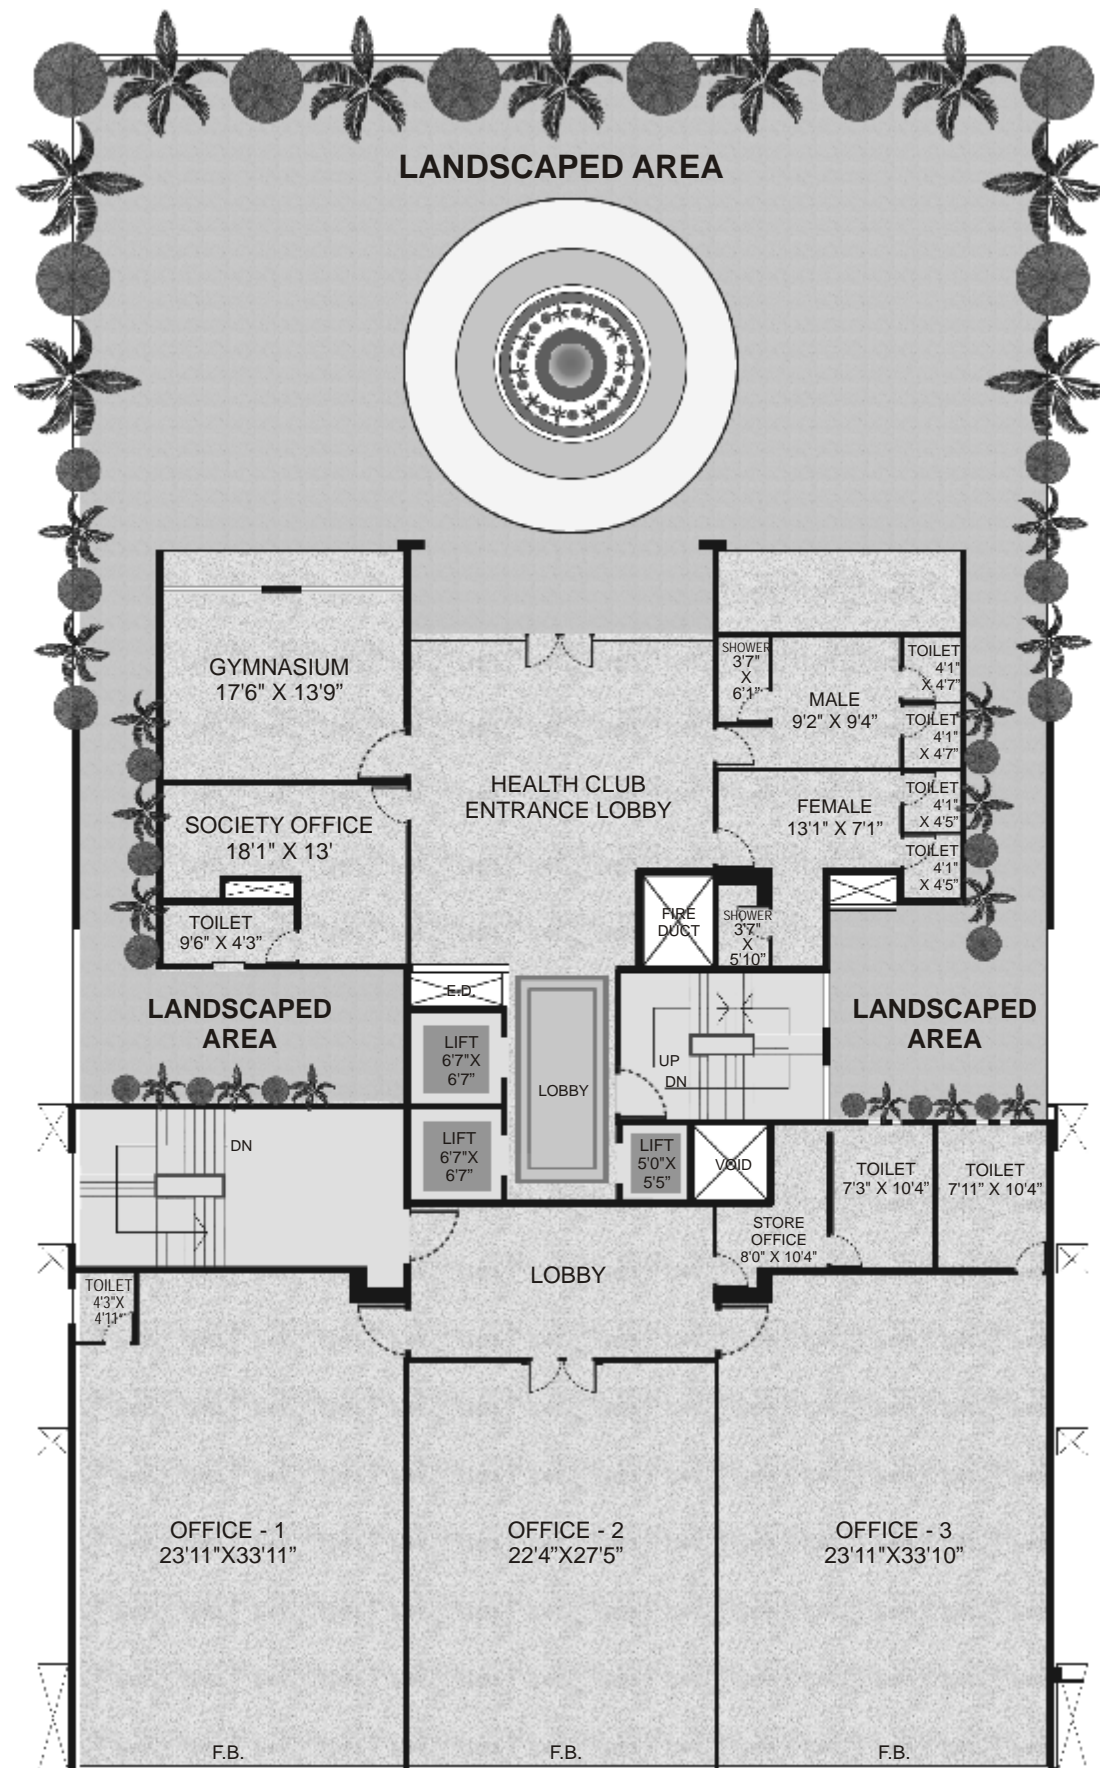 LANDSCAPED AREA
GYMNASIUM
17'6" X 13'9”
SHOWER
3'7"
X
6'1”
MALE
9'2" X 9'4”
TOILET
4'1"
X 4'7”
TOILET
4'1"
X 4'7”
HEALTH CLUB
ENTRANCE LOBBY
FEMALE
13'1" X 7'1”
TOILET
4'1"
X 4'5”
TOILET
4'1"
X 4'5”
SOCIETY OFFICE
18'1" X 13'
TOILET
9'6" X 4'3”
FIRE
DUCT
SHOWER
3'7"
X
5'10”
LANDSCAPED
AREA
E.D.
LANDSCAPED
AREA
LIFT
6'7"X
6'7”
LOBBY
UP
DN
DN
LIFT
6'7"X
6'7”
LIFT
5'0"X
5'5”
VOID
TOILET
7'3" X 10'4”
TOILET
7'11” X 10'4”
STORE
OFFICE
8'0" X 10'4”
LOBBY
TOILET
4'3"X
4'11”
OFFICE - 1
23'11"X33'11”
OFFICE - 2
22'4”X27'5”
OFFICE - 3
23'11"X33'10”
F.B.
F.B.
F.B.